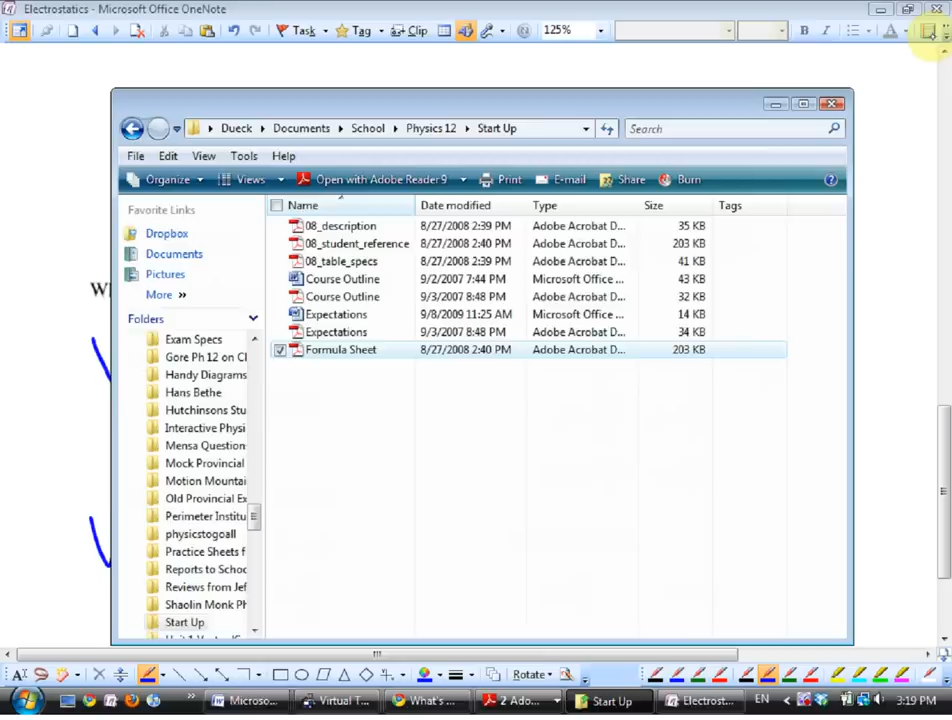 Electrostatics - Microsoft Office OneNote
Task Tag Clip 125% B I A
Dueck Documents School Physics 12 Start Up Search
File Edit View Tools Help
Organize Views Open with Adobe Reader 9 Print E-mail Share Burn
Favorite Links
Dropbox
Documents
Pictures
More »
Folders
Exam Specs
Gore Ph 12 on C
Handy Diagrams
Hans Bethe
Hutchinsons Stu
Interactive Physi
Mensa Question
Mock Provincial
Motion Mountai
Old Provincial Ex
Perimeter Institu
physicstogoall
Practice Sheets f
Reports to Schoo
Reviews from Jef
Shaolin Monk Ph
Start Up
Name Date modified Type Size Tags
08_description 8/27/2008 2:39 PM Adobe Acrobat D... 35 KB
08_student_reference 8/27/2008 2:40 PM Adobe Acrobat D... 203 KB
08_table_specs 8/27/2008 2:39 PM Adobe Acrobat D... 41 KB
Course Outline 9/2/2007 7:44 PM Microsoft Office ... 43 KB
Course Outline 9/3/2007 8:48 PM Adobe Acrobat D... 32 KB
Expectations 9/8/2009 11:25 AM Microsoft Office ... 14 KB
Expectations 9/3/2007 8:48 PM Adobe Acrobat D... 34 KB
Formula Sheet 8/27/2008 2:40 PM Adobe Acrobat D... 203 KB
Rotate
Microso... Virtual T... What's ... 2 Ado... Start Up Electrost... EN 3:19 PM